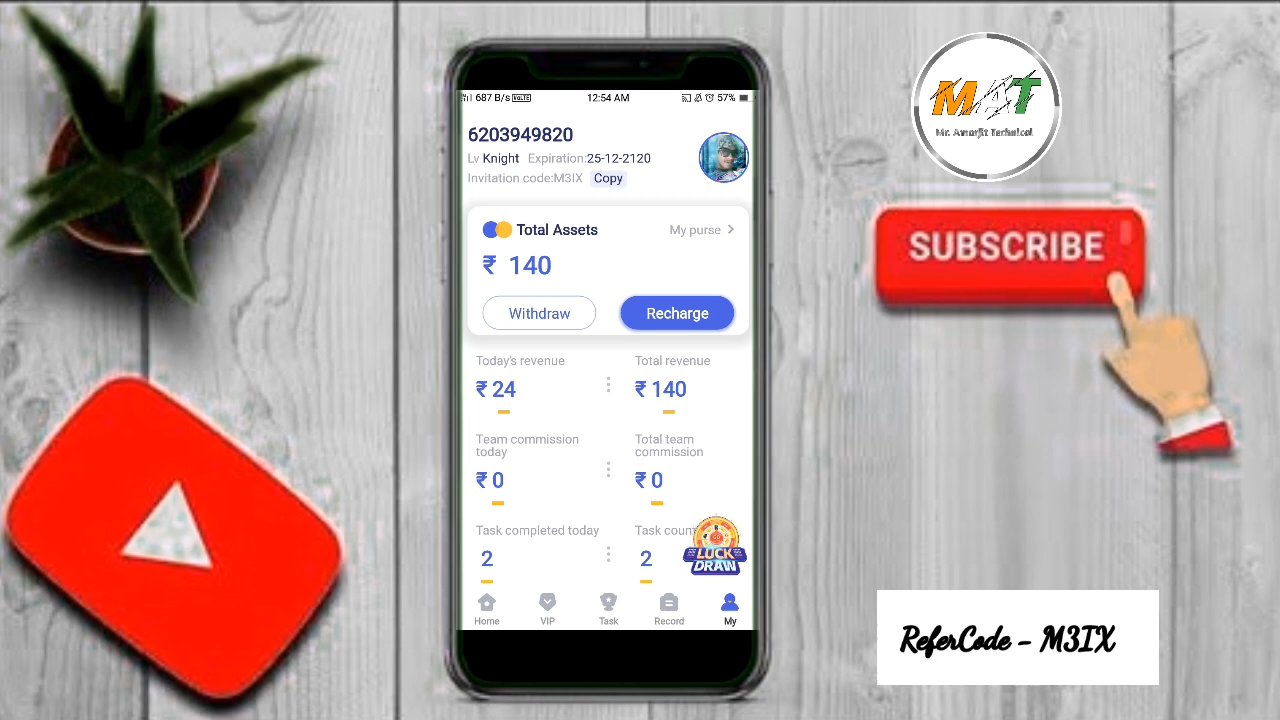 687 B/s VoLTE 12:54 AM 57%
6203949820
Lv Knight Expiration:25-12-2120
Invitation code:M3IX Copy
Total Assets My purse
₹ 140
Withdraw Recharge
Today's revenue Total revenue
₹ 24 ₹ 140
Team commission today Total team commission
₹ 0 ₹ 0
Task completed today Task coun
2 2
LUCK DRAW
Home VIP Task Record My
MAT
Mr. Amarjit Technical
SUBSCRIBE
ReferCode - M3IX